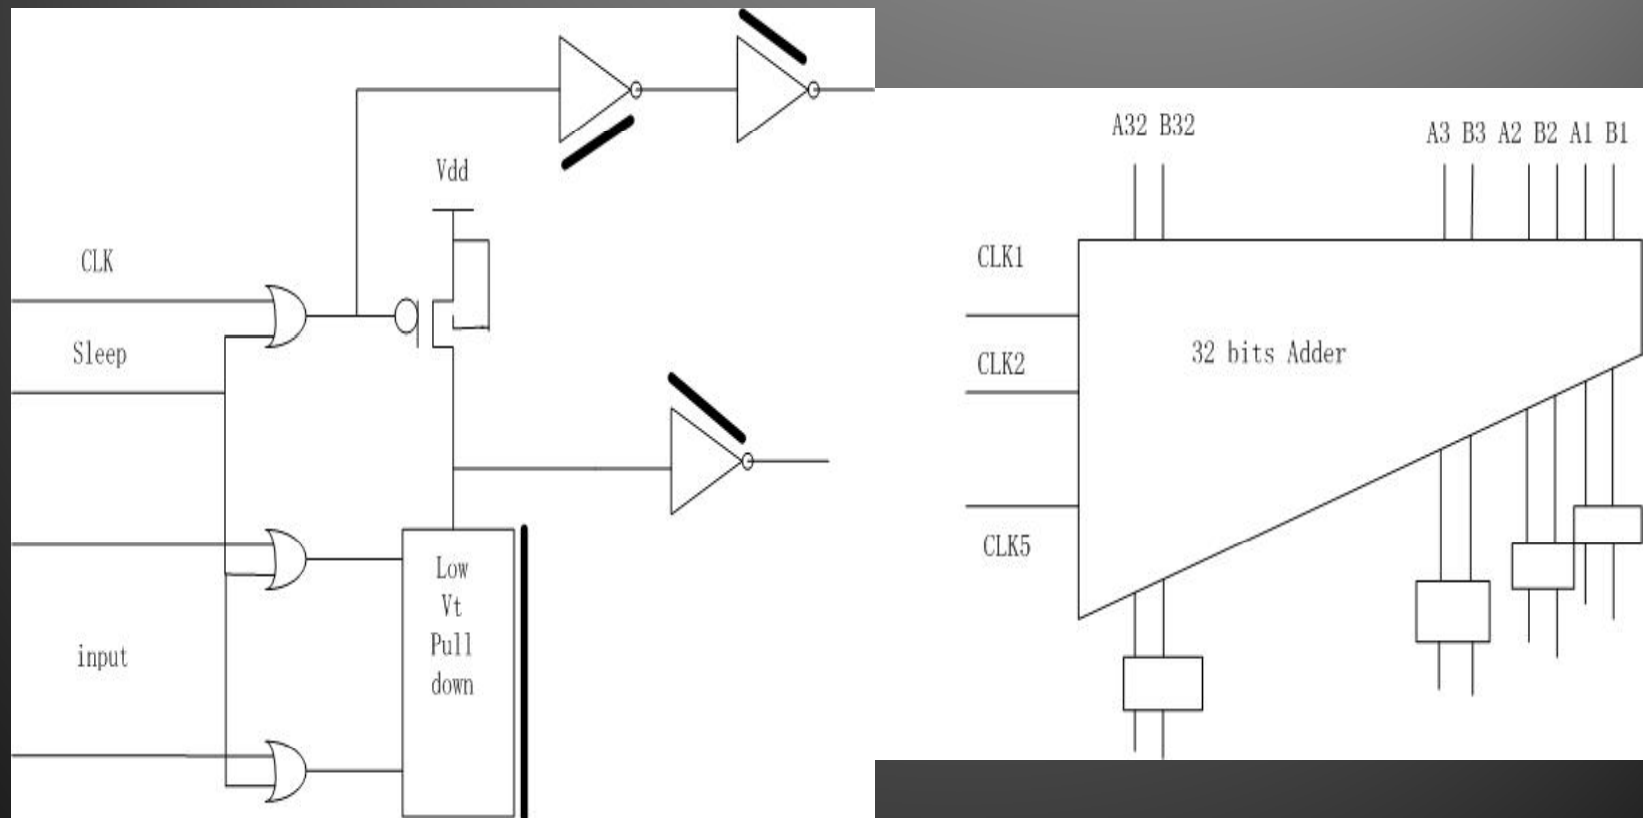 Vdd
CLK
Sleep
input
Low
Vt
Pull
down
A32 B32
A3 B3 A2 B2 A1 B1
CLK1
CLK2
32 bits Adder
CLK5